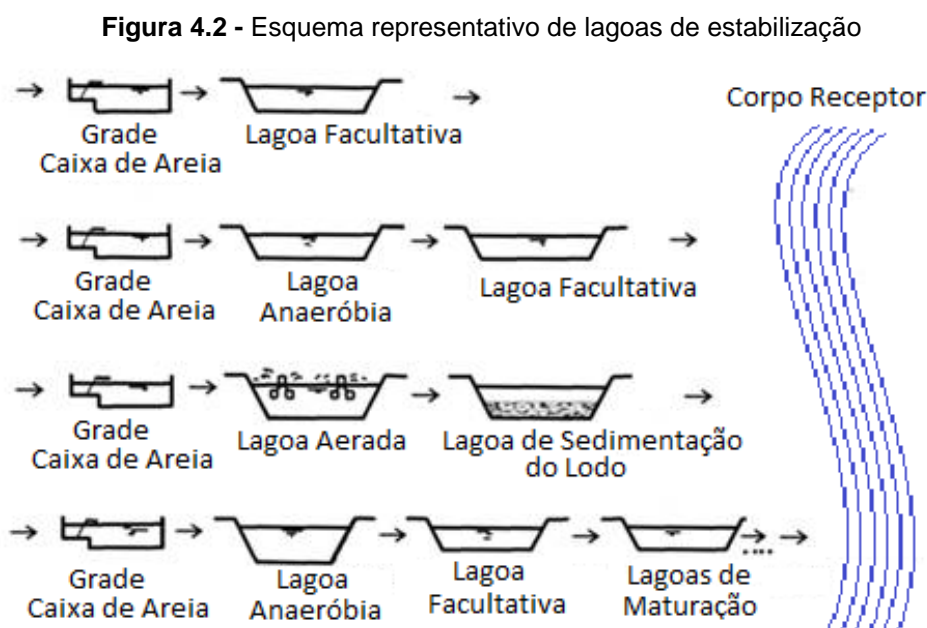 Figura 4.2 - Esquema representativo de lagoas de estabilização
Corpo Receptor
Grade
Caixa de Areia
Lagoa Facultativa
Grade
Caixa de Areia
Lagoa
Anaeróbia
Lagoa Facultativa
Grade
Caixa de Areia
Lagoa Aerada
Lagoa de Sedimentação
do Lodo
Grade
Caixa de Areia
Lagoa
Anaeróbia
Lagoa
Facultativa
Lagoas de
Maturação